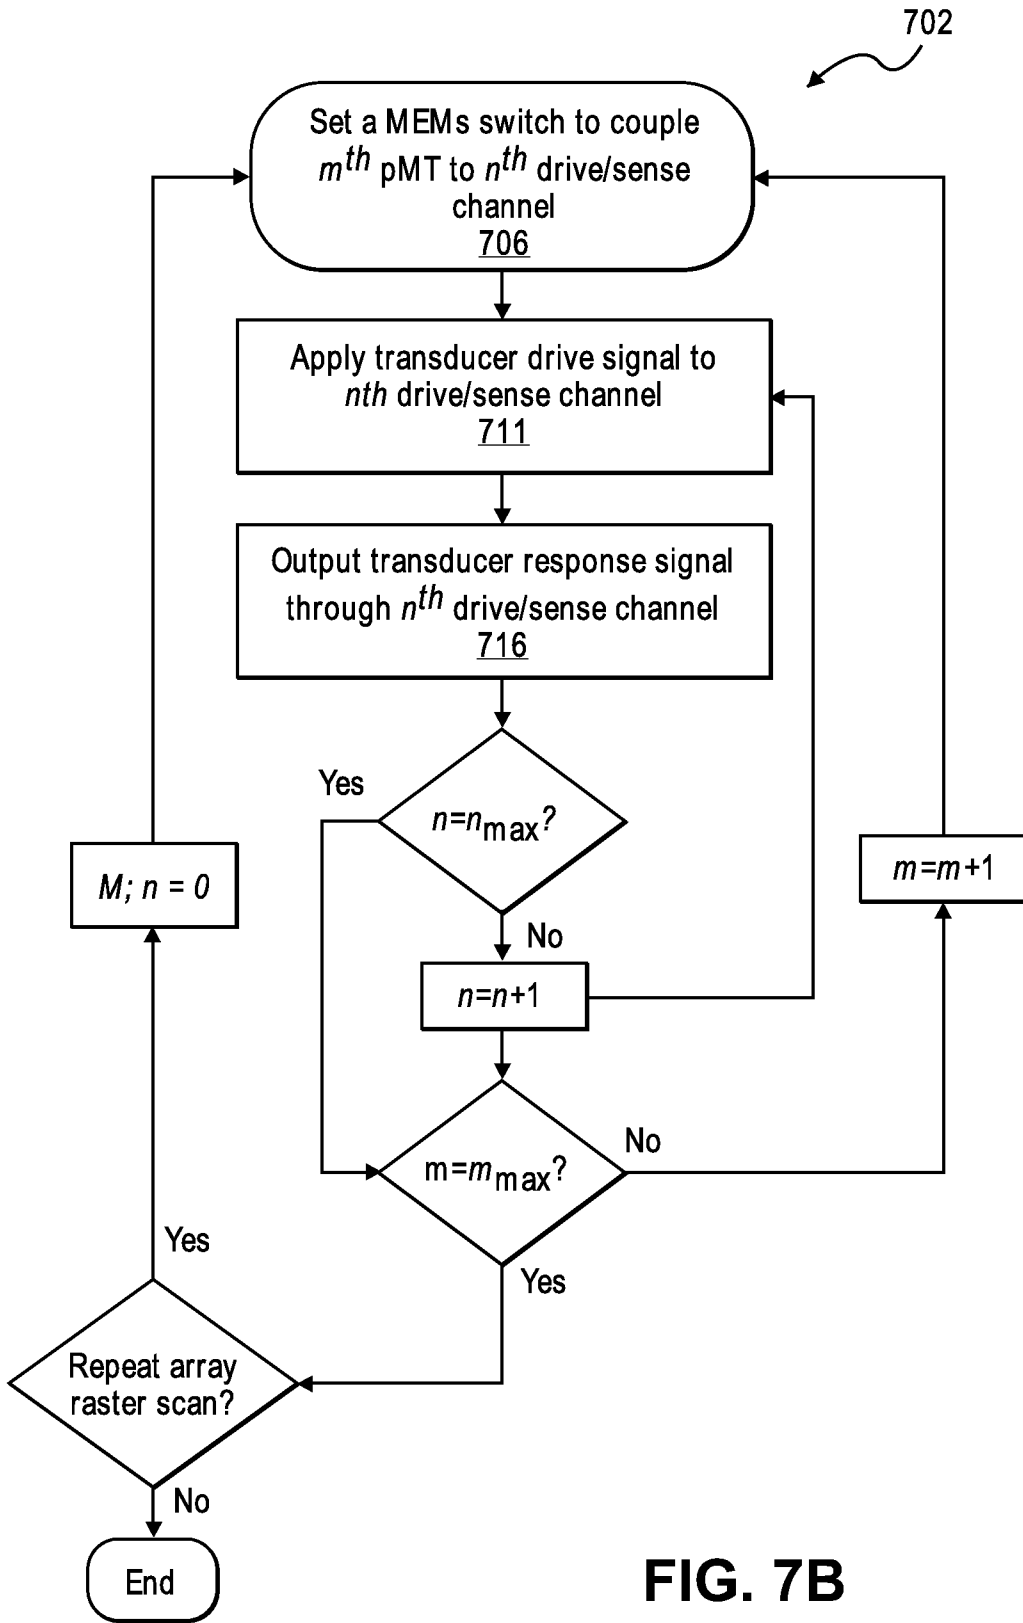 702
Set a MEMs switch to couple
mth pMT to nth drive/sense
channel
706
Apply transducer drive signal to
nth drive/sense channel
711
Output transducer response signal
through nth drive/sense channel
716
Yes
n=nmax?
M; n = 0
m=m+1
No
n=n+1
m=mmax?
No
Yes
Yes
Repeat array
raster scan?
No
End
FIG. 7B